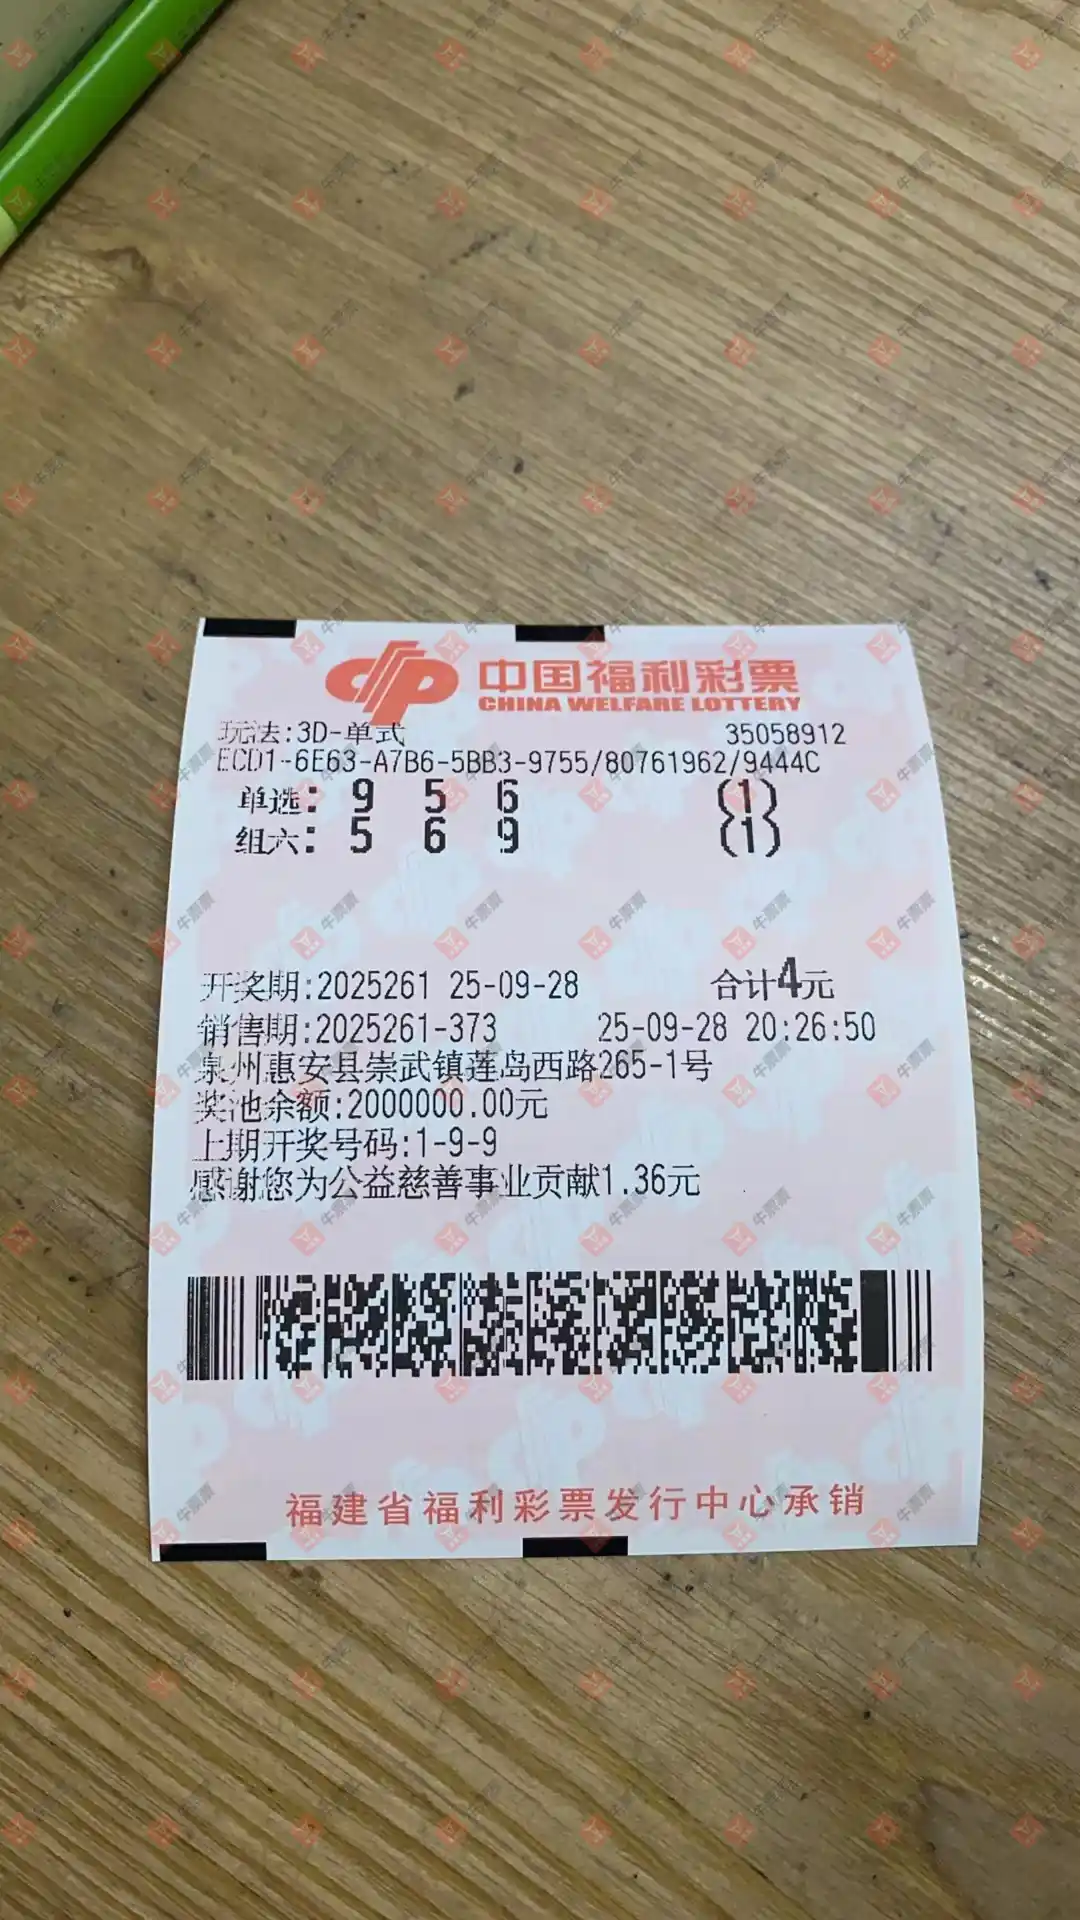 中国福利彩票
CHINA WELFARE LOTTERY
玩法:3D-单式 35058912
ECD1-6E63-A7B6-5BB3-9755/80761962/9444C
单选: 9 5 6 (1)
组六: 5 6 9 (1)
开奖期:2025261 25-09-28 合计4元
销售期:2025261-373 25-09-28 20:26:50
泉州惠安县崇武镇莲岛西路265-1号
奖池余额:2000000.00元
上期开奖号码:1-9-9
感谢您为公益慈善事业贡献1.36元
福建省福利彩票发行中心承销
牛票票